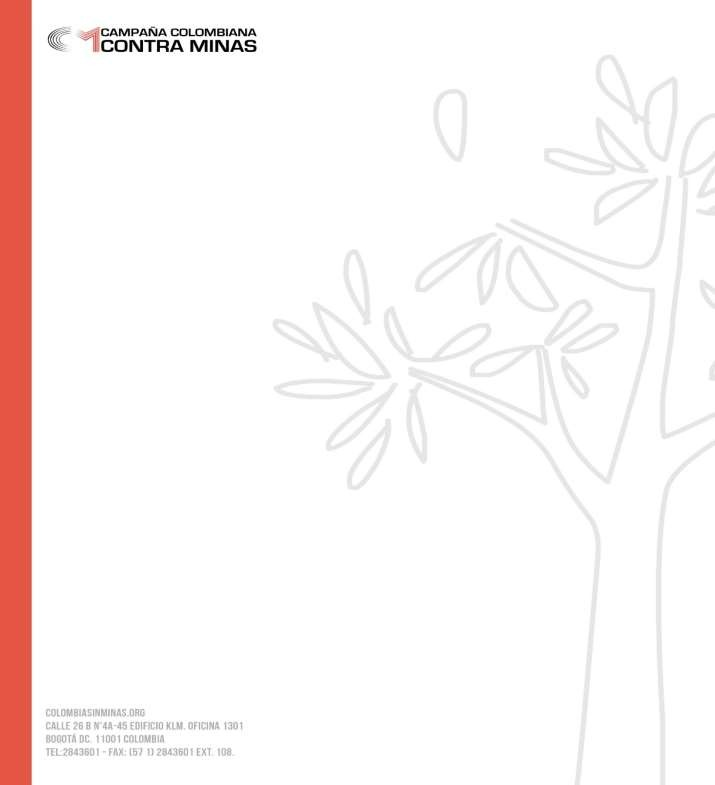 CAMPAÑA COLOMBIANA
CONTRA MINAS
COLOMBIASINMINAS.ORG
CALLE 26 B N°4A-45 EDIFICIO KLM. OFICINA 1301
BOGOTÁ DC. 11001 COLOMBIA
TEL:2843601 - FAX: (57 1) 2843601 EXT. 108.